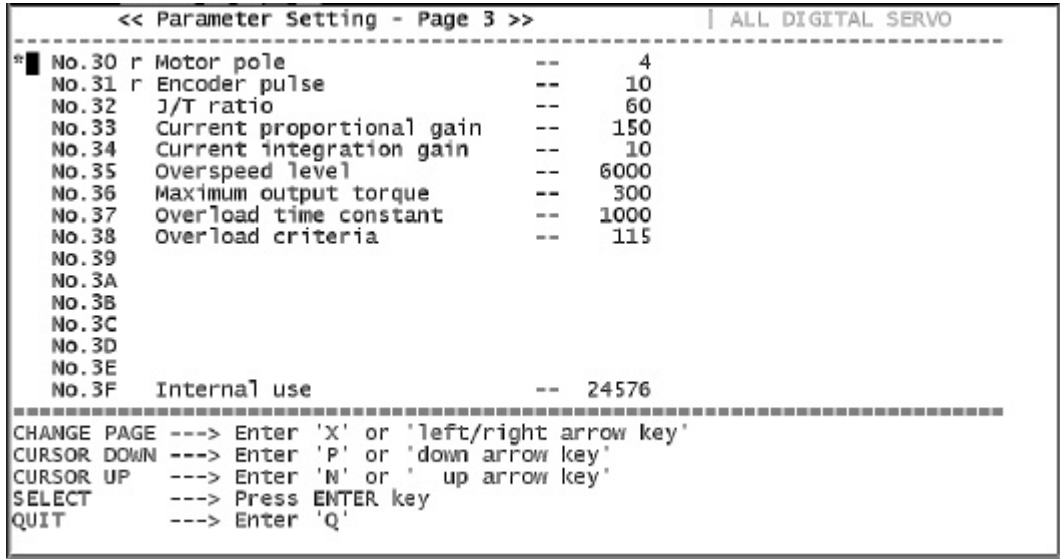 << Parameter Setting - Page 3 >> | ALL DIGITAL SERVO
* No.30 r Motor pole -- 4
No.31 r Encoder pulse -- 10
No.32 J/T ratio -- 60
No.33 Current proportional gain -- 150
No.34 Current integration gain -- 10
No.35 Overspeed level -- 6000
No.36 Maximum output torque -- 300
No.37 Overload time constant -- 1000
No.38 Overload criteria -- 115
No.39
No.3A
No.3B
No.3C
No.3D
No.3E
No.3F Internal use -- 24576
CHANGE PAGE ---> Enter 'X' or 'left/right arrow key'
CURSOR DOWN ---> Enter 'P' or 'down arrow key'
CURSOR UP ---> Enter 'N' or ' up arrow key'
SELECT ---> Press ENTER key
QUIT ---> Enter 'Q'